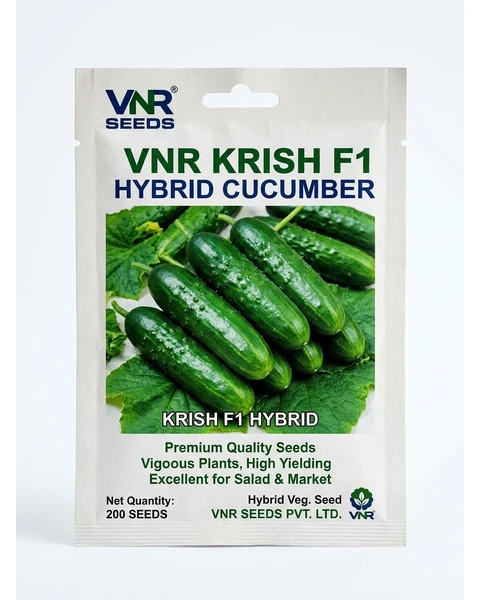 VNR®
SEEDS
VNR KRISH F1
HYBRID CUCUMBER
KRISH F1 HYBRID
Premium Quality Seeds
Vigoous Plants, High Yielding
Excellent for Salad & Market
Net Quantity:
200 SEEDS
Hybrid Veg. Seed
VNR SEEDS PVT. LTD.
VNR